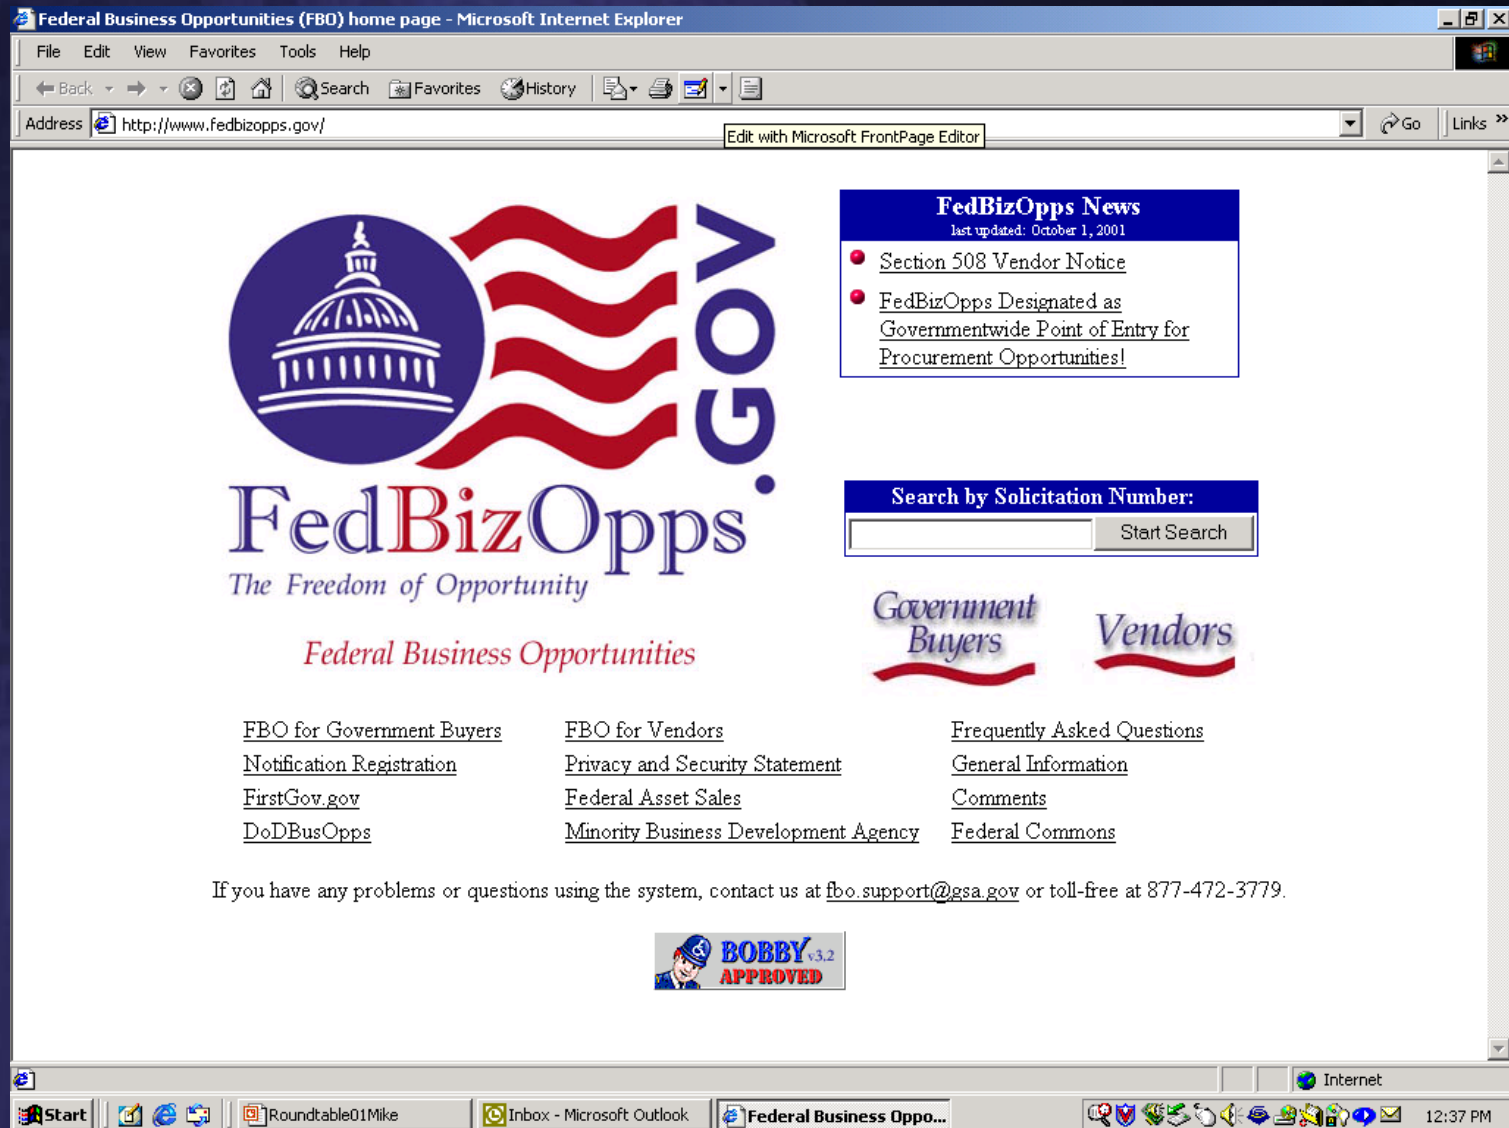 Federal Business Opportunities (FBO) home page - Microsoft Internet Explorer
File Edit View Favorites Tools Help
Back Search Favorites History
Address http://www.fedbizopps.gov/ Go Links »
Edit with Microsoft FrontPage Editor
.GOV
FedBizOpps
The Freedom of Opportunity
Federal Business Opportunities
FedBizOpps News
last updated: October 1, 2001
Section 508 Vendor Notice
FedBizOpps Designated as
Governmentwide Point of Entry for
Procurement Opportunities!
Search by Solicitation Number:
Start Search
Government
Buyers
Vendors
FBO for Government Buyers FBO for Vendors Frequently Asked Questions
Notification Registration Privacy and Security Statement General Information
FirstGov.gov Federal Asset Sales Comments
DoDBusOpps Minority Business Development Agency Federal Commons
If you have any problems or questions using the system, contact us at fbo.support@gsa.gov or toll-free at 877-472-3779.
BOBBY v3.2
APPROVED
Internet
Start Roundtable01Mike Inbox - Microsoft Outlook Federal Business Oppo... 12:37 PM